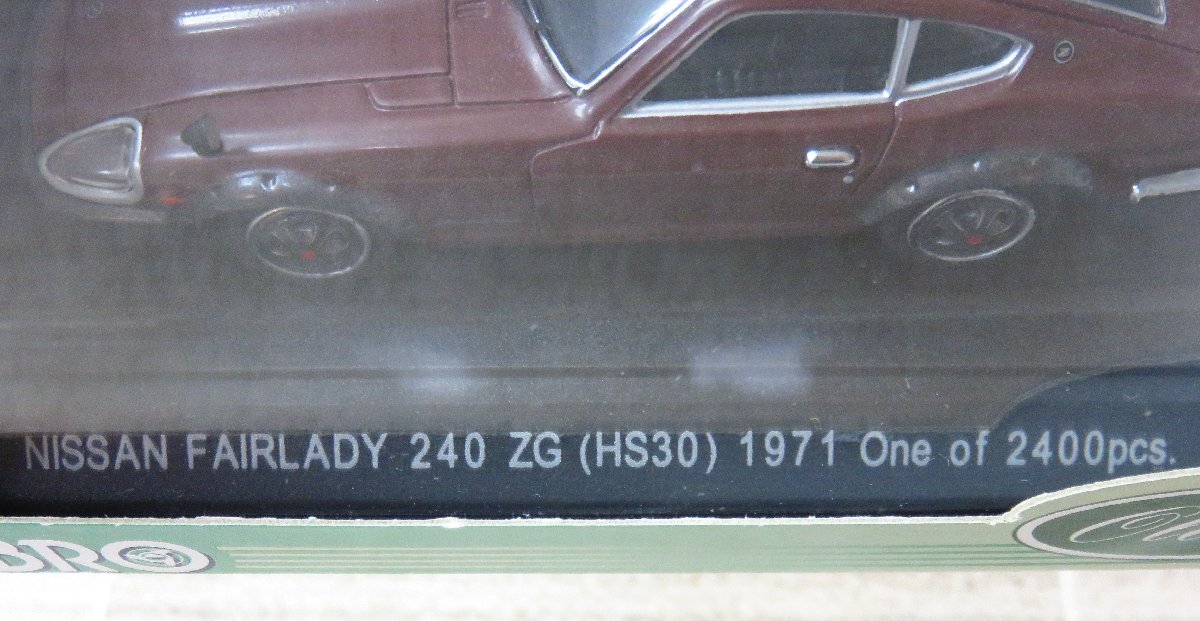 NISSAN FAIRLADY 240 ZG (HS30) 1971 One of 2400pcs.